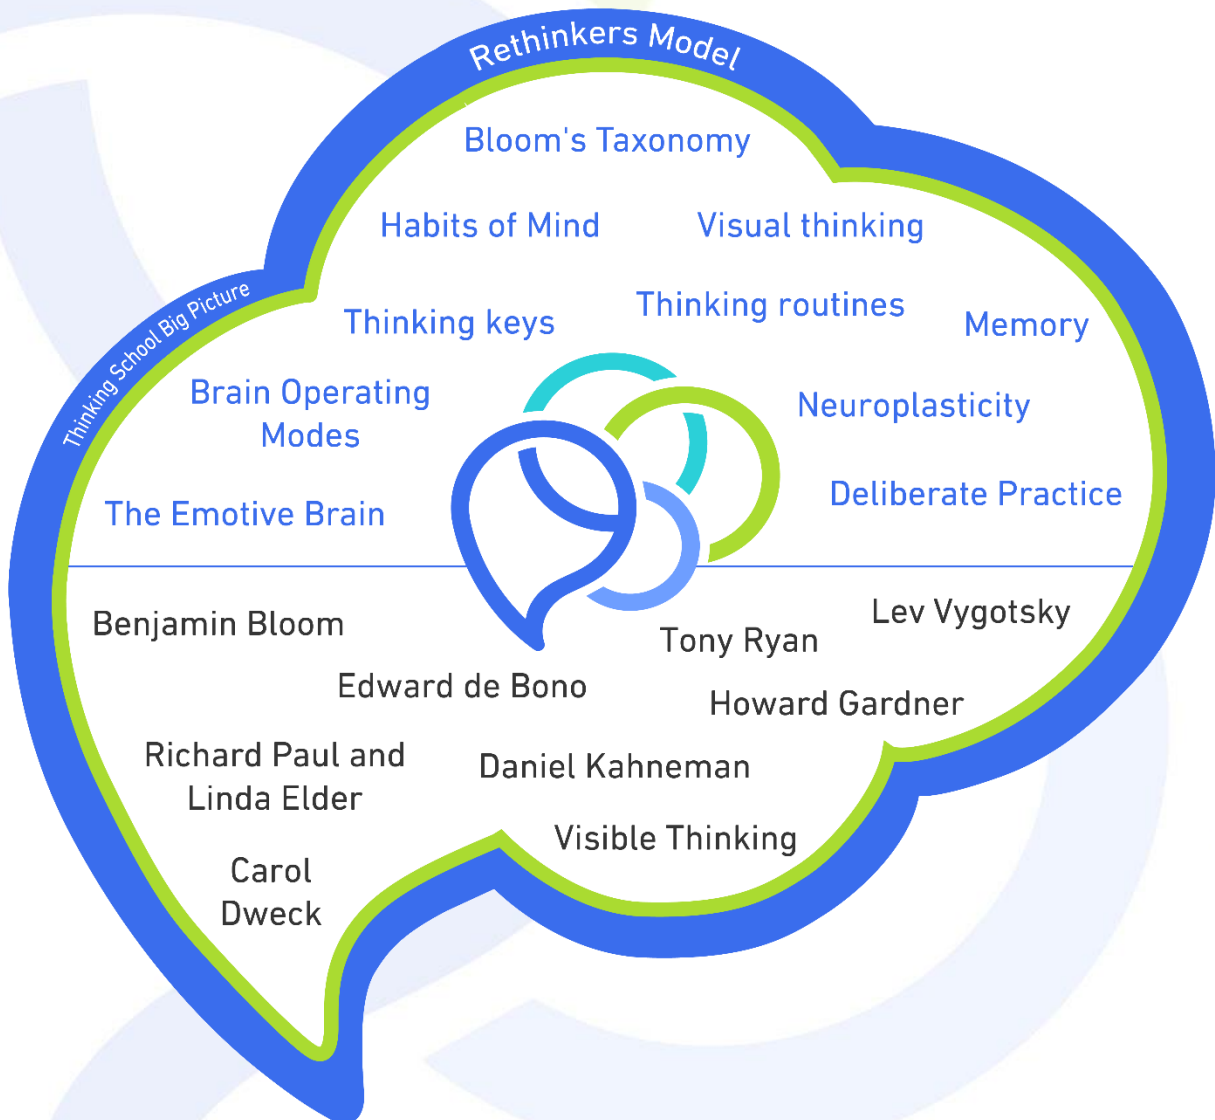 Rethinkers Model
Thinking School Big Picture
Bloom's Taxonomy
Habits of Mind
Visual thinking
Thinking keys
Thinking routines
Memory
Brain Operating
Modes
Neuroplasticity
The Emotive Brain
Deliberate Practice
Benjamin Bloom
Lev Vygotsky
Tony Ryan
Edward de Bono
Howard Gardner
Richard Paul and
Linda Elder
Daniel Kahneman
Visible Thinking
Carol
Dweck